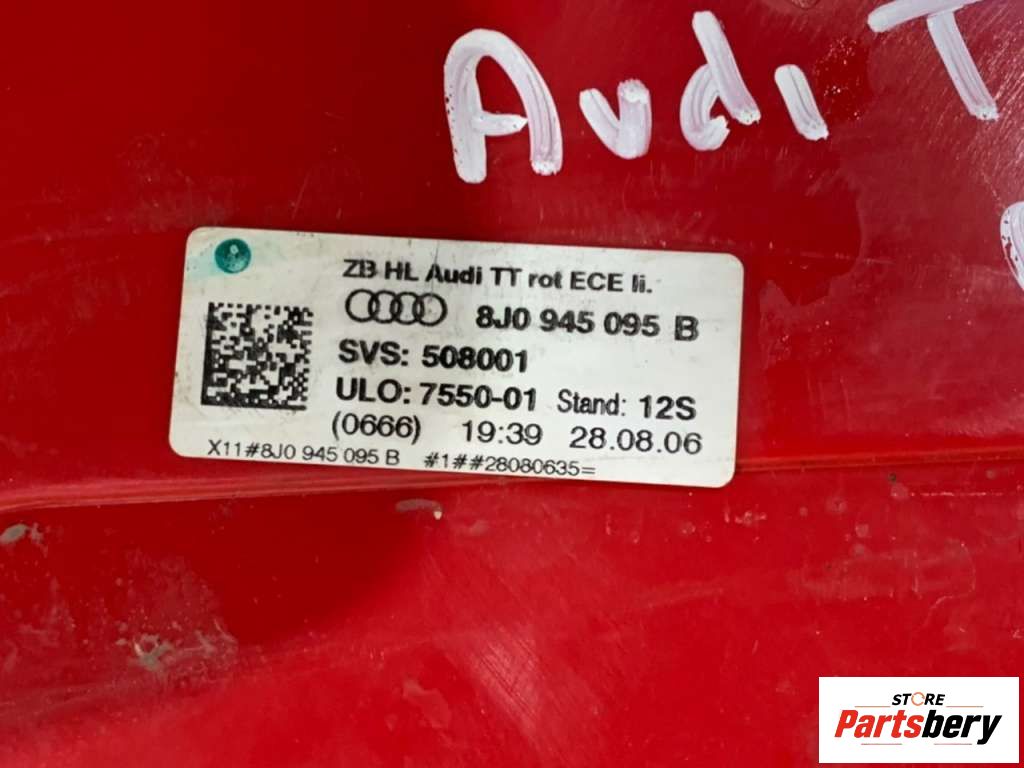 Audi T
ZB HL Audi TT rot ECE li.
8J0 945 095 B
SVS: 508001
ULO: 7550-01 Stand: 12S
(0666) 19:39 28.08.06
X11#8J0 945 095 B #1##28080635=
STORE
Partsbery